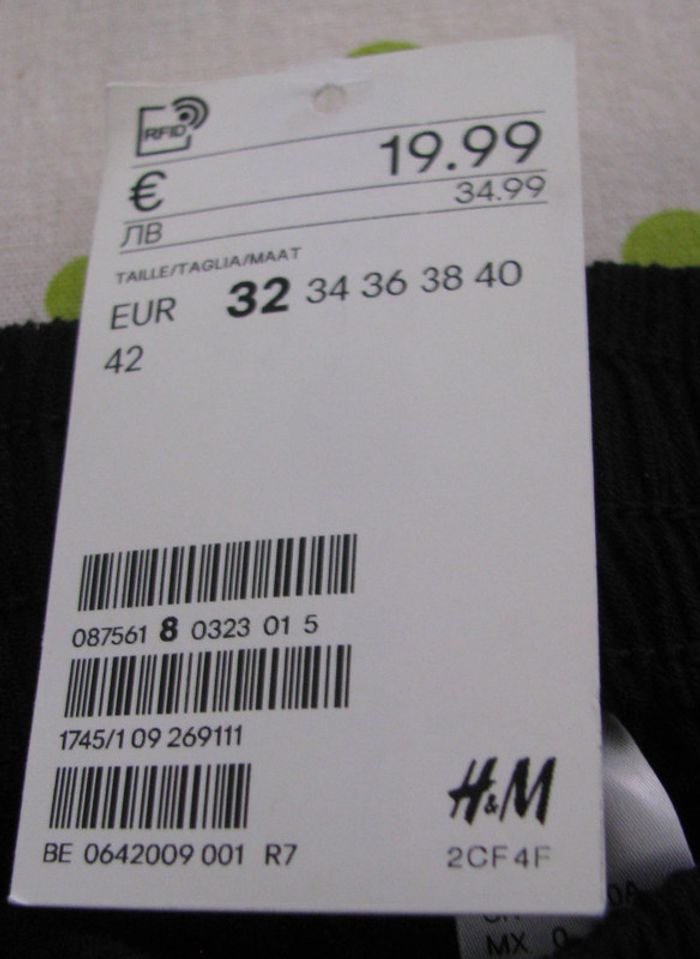 RFID
€ 19.99
ЛВ 34.99
TAILLE/TAGLIA/MAAT
EUR 32 34 36 38 40
42
087561 8 0323 01 5
1745/1 09 269111
H&M
BE 0642009 001 R7
2CF4F
MX 0